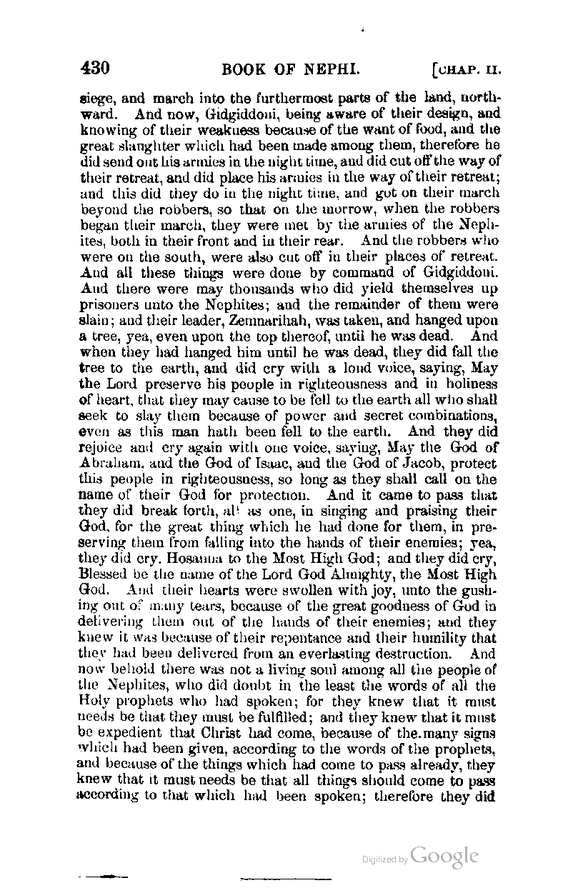 430 BOOK OF NEPHI. [CHAP. II.
siege, and march into the furthermost parts of the land, north-
ward. And now, Gidgiddoni, being aware of their design, and
knowing of their weakness because of the want of food, and the
great slaughter which had been made among them, therefore he
did send out his armies in the night time, and did cut off the way of
their retreat, and did place his armies in the way of their retreat;
and this did they do in the night time, and got on their march
beyond the robbers, so that on the morrow, when the robbers
began their march, they were met by the armies of the Neph-
ites, both in their front and in their rear. And the robbers who
were on the south, were also cut off in their places of retreat.
And all these things were done by command of Gidgiddoni.
And there were may thousands who did yield themselves up
prisoners unto the Nephites; and the remainder of them were
slain; and their leader, Zemnarihah, was taken, and hanged upon
a tree, yea, even upon the top thereof, until he was dead. And
when they had hanged him until he was dead, they did fall the
tree to the earth, and did cry with a loud voice, saying, May
the Lord preserve his people in righteousness and in holiness
of heart, that they may cause to be fell to the earth all who shall
seek to slay them because of power and secret combinations,
even as this man hath been fell to the earth. And they did
rejoice and cry again with one voice, saying, May the God of
Abraham, and the God of Isaac, and the God of Jacob, protect
this people in righteousness, so long as they shall call on the
name of their God for protection. And it came to pass that
they did break forth, all as one, in singing and praising their
God, for the great thing which he had done for them, in pre-
serving them from falling into the hands of their enemies; yea,
they did cry, Hosanna to the Most High God; and they did cry,
Blessed be the name of the Lord God Almighty, the Most High
God. And their hearts were swollen with joy, unto the gush-
ing out of many tears, because of the great goodness of God in
delivering them out of the hands of their enemies; and they
knew it was because of their repentance and their humility that
they had been delivered from an everlasting destruction. And
now behold there was not a living soul among all the people of
the Nephites, who did doubt in the least the words of all the
Holy prophets who had spoken; for they knew that it must
needs be that they must be fulfilled; and they knew that it must
be expedient that Christ had come, because of the many signs
which had been given, according to the words of the prophets,
and because of the things which had come to pass already, they
knew that it must needs be that all things should come to pass
according to that which had been spoken; therefore they did
Digitized by Google